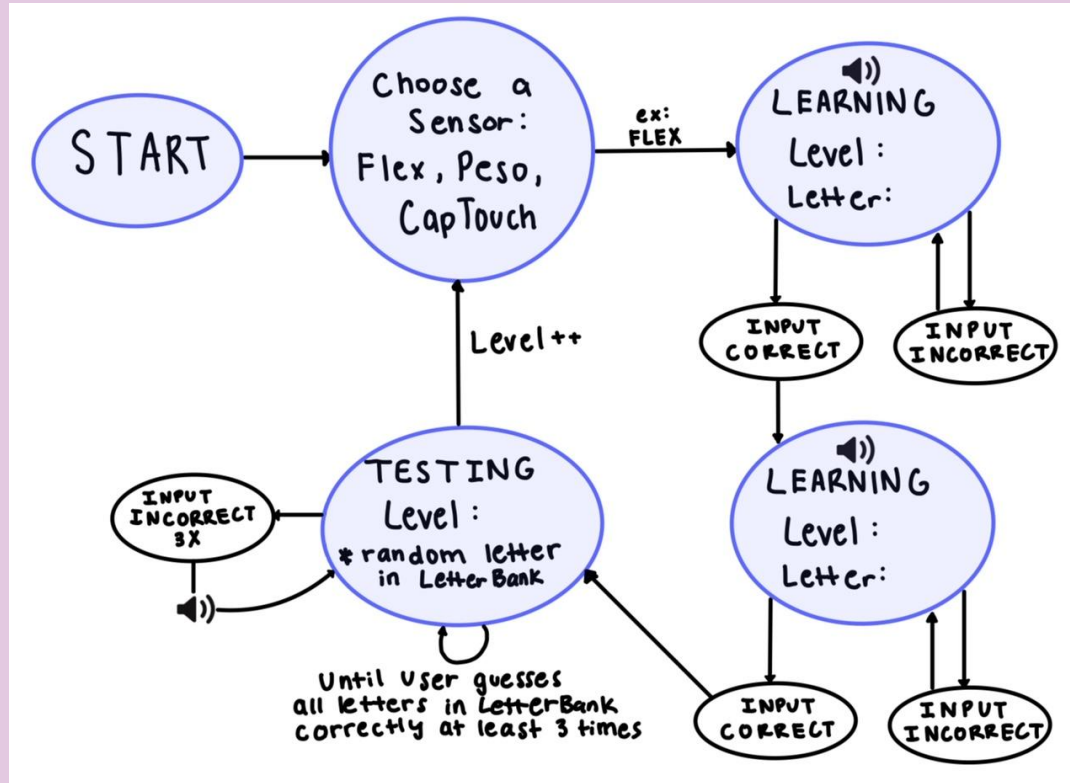 START
Choose a
Sensor:
Flex, Peso,
CapTouch
ex:
FLEX
LEARNING
Level:
Letter:
INPUT
CORRECT
INPUT
INCORRECT
Level++
LEARNING
Level:
Letter:
INPUT
CORRECT
INPUT
INCORRECT
TESTING
Level:
* random letter
in LetterBank
INPUT
INCORRECT
3X
Until user guesses
all letters in LetterBank
correctly at least 3 times